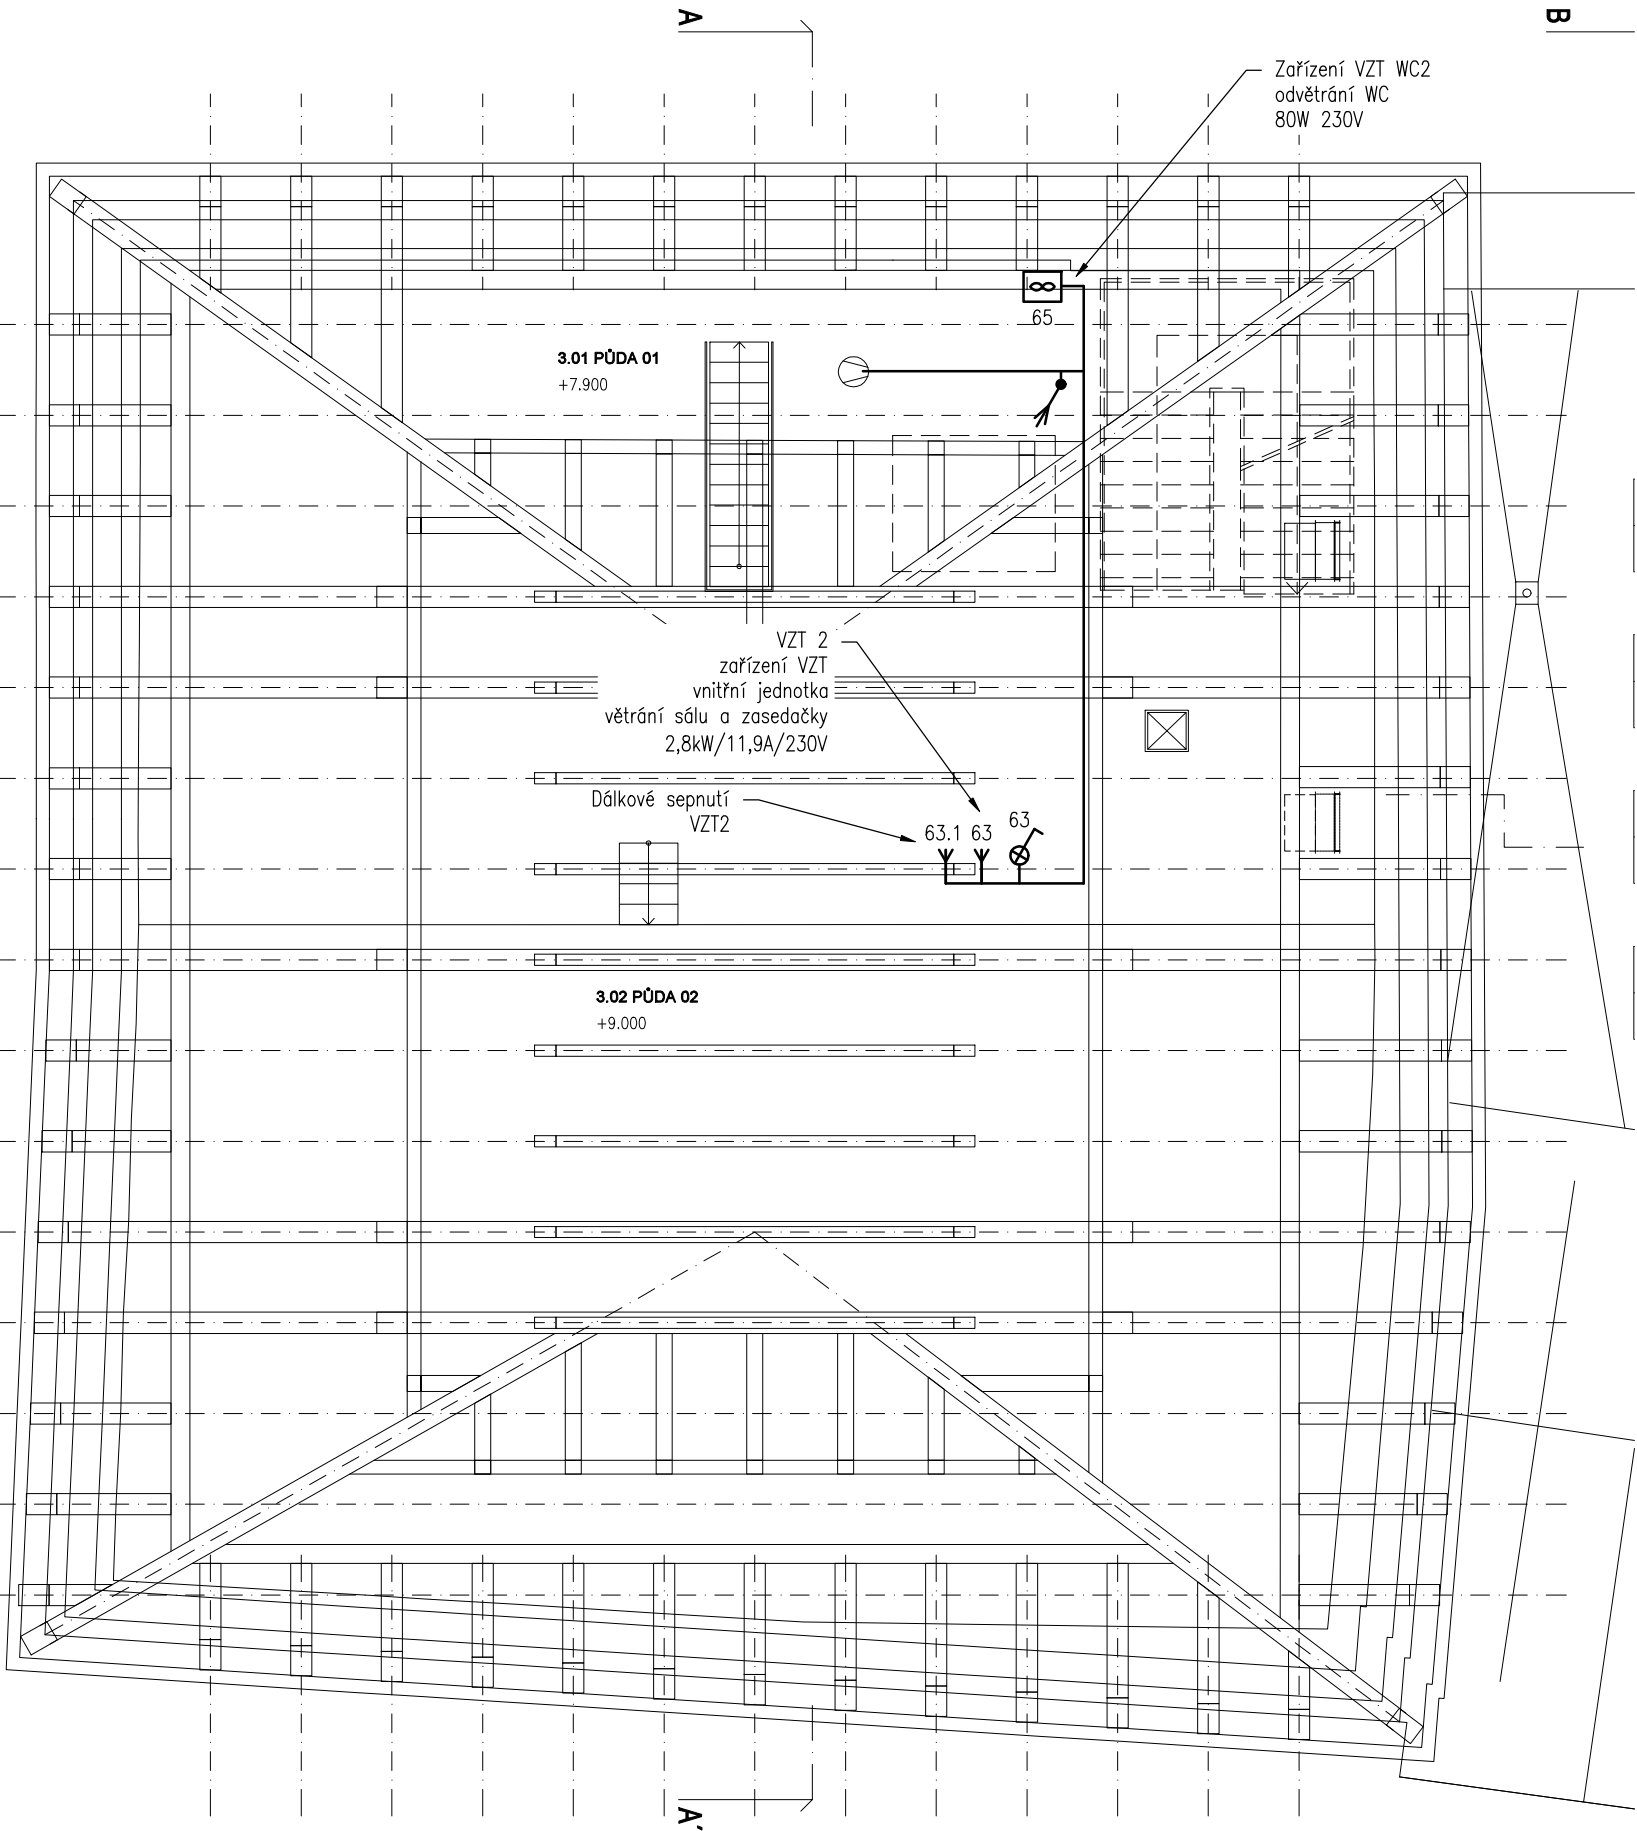 A
B
Zařízení VZT WC2
odvětrání WC
80W 230V
65
3.01 PŮDA 01
+7.900
VZT 2
zařízení VZT
vnitřní jednotka
větrání sálu a zasedačky
2,8kW/11,9A/230V
Dálkové sepnutí
VZT2
63.1 63 63
3.02 PŮDA 02
+9.000
A'